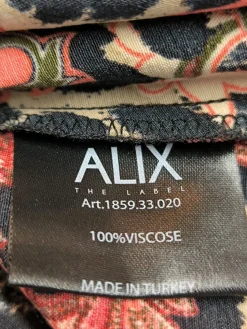 ALIX
THE LABEL
Art.1859.33.020
100%VISCOSE
MADE IN TURKEY